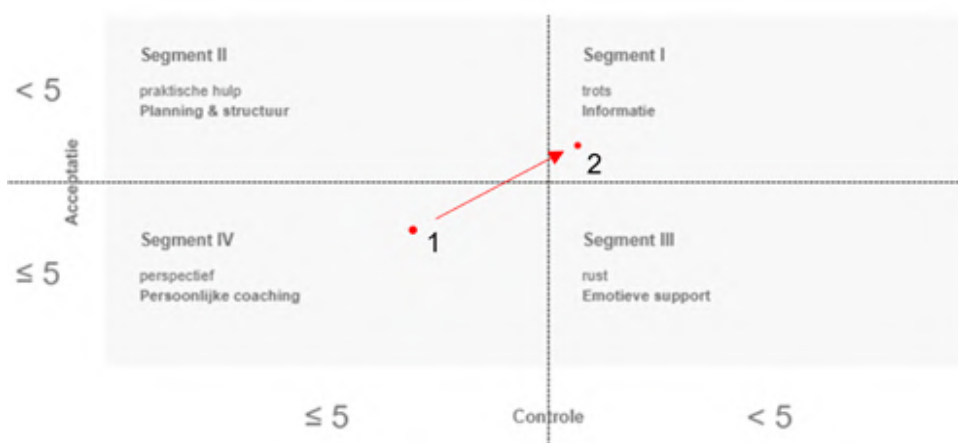 Segment II
praktische hulp
Planning & structuur
Segment I
trots
Informatie
< 5
Acceptatie
2
1
Segment IV
perspectief
Persoonlijke coaching
Segment III
rust
Emotieve support
≤ 5
≤ 5
Controle
< 5